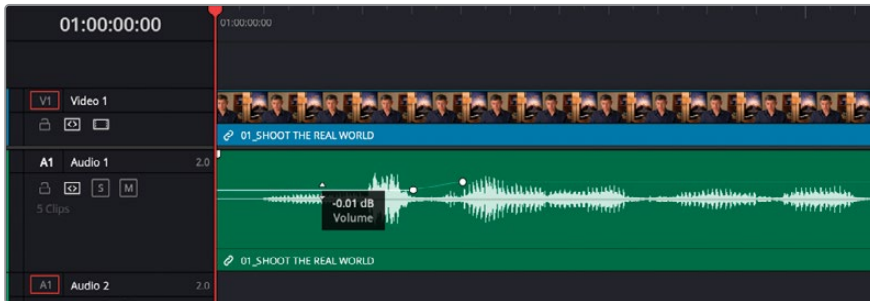 01:00:00:00
01:00:00:00
V1 Video 1
01_SHOOT THE REAL WORLD
A1 Audio 1 2.0
S M
5 Clips
-0.01 dB
Volume
01_SHOOT THE REAL WORLD
A1 Audio 2 2.0